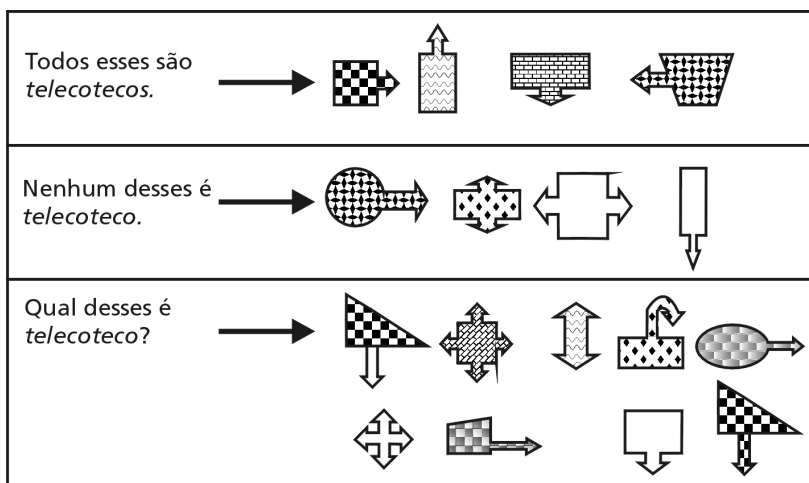 Todos esses são
telecotecos.
Nenhum desses é
telecoteco.
Qual desses é
telecoteco?